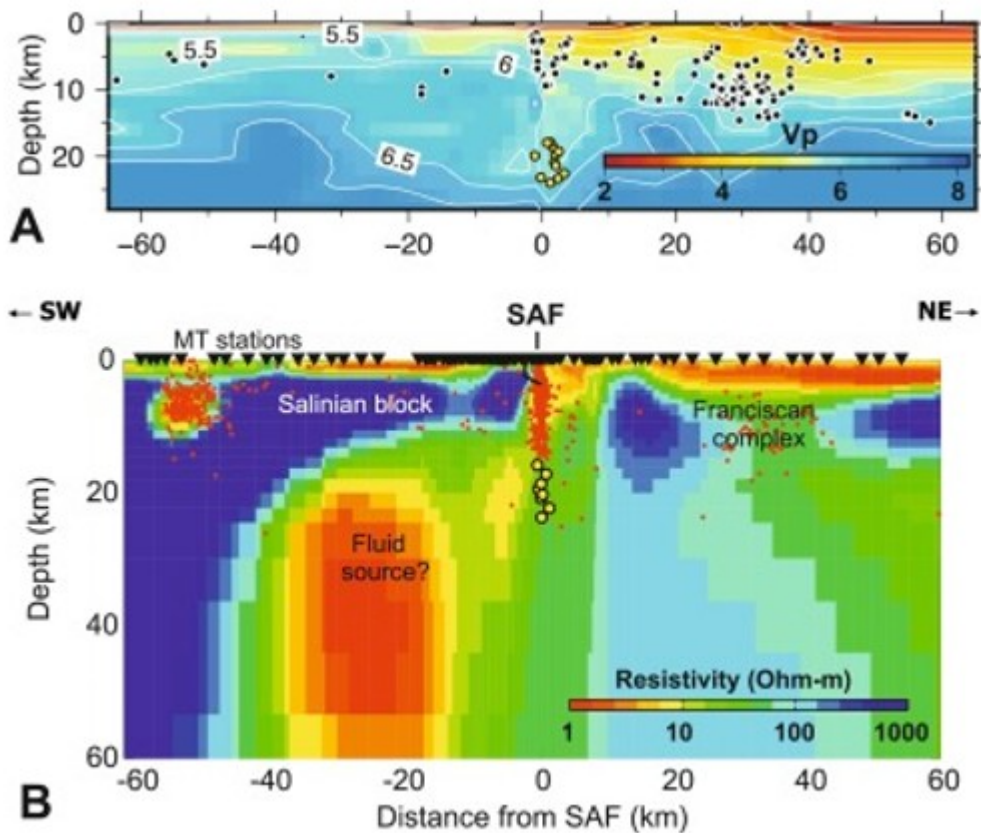 0
10
20
Depth (km)
5.5
5.5
6
6.5
Vp
2 4 6 8
A
−60 −40 −20 0 20 40 60
← SW
SAF
NE→
MT stations
0
20
40
60
Depth (km)
Salinian block
Franciscan
complex
Fluid
source?
Resistivity (Ohm-m)
1 10 100 1000
B
-60 -40 -20 0 20 40 60
Distance from SAF (km)